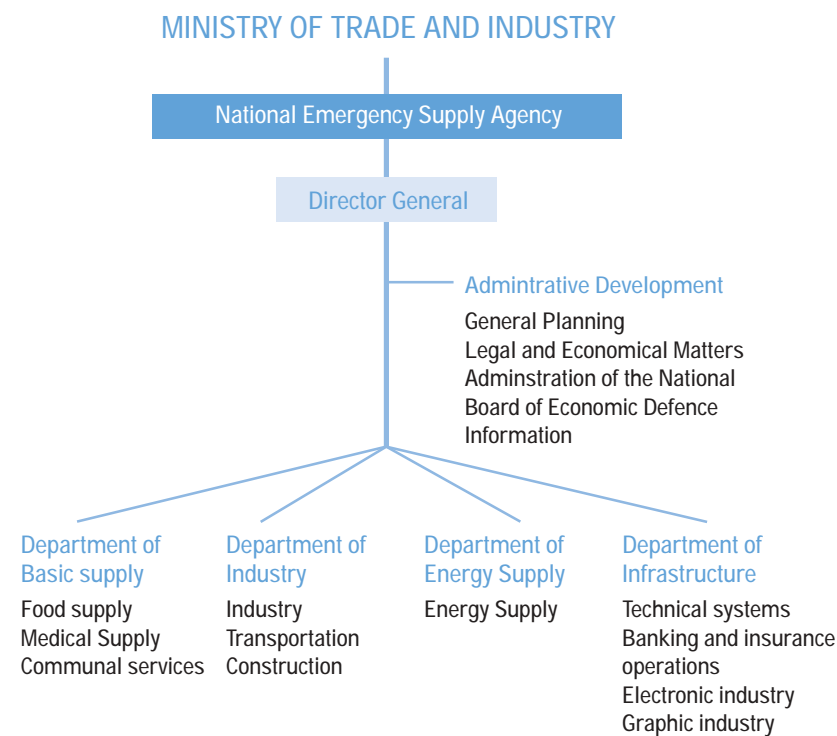 MINISTRY OF TRADE AND INDUSTRY
National Emergency Supply Agency
Director General
Admintrative Development
General Planning
Legal and Economical Matters
Adminstration of the National
Board of Economic Defence
Information
Department of
Basic supply
Food supply
Medical Supply
Communal services
Department of
Industry
Industry
Transportation
Construction
Department of
Energy Supply
Energy Supply
Department of
Infrastructure
Technical systems
Banking and insurance
operations
Electronic industry
Graphic industry